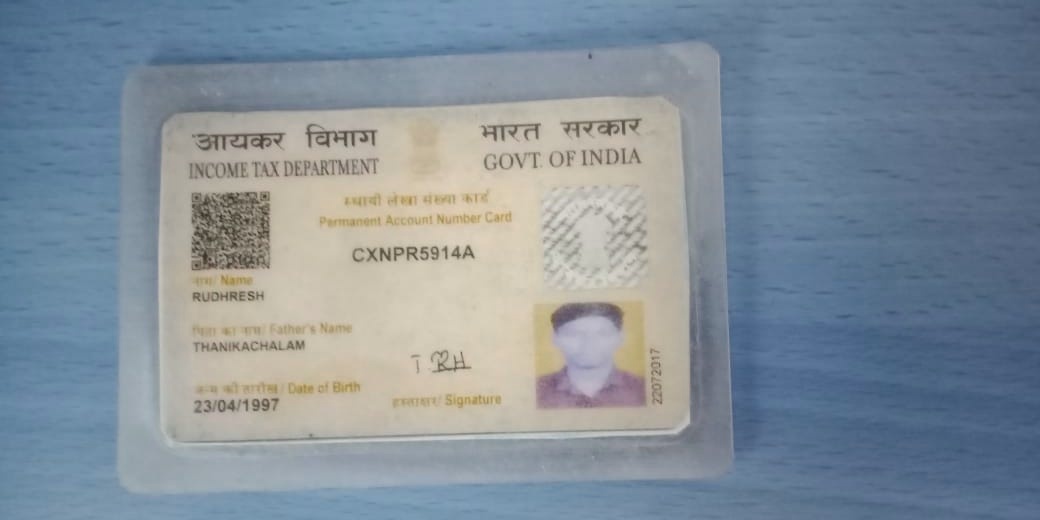 आयकर विभाग
INCOME TAX DEPARTMENT
भारत सरकार
GOVT. OF INDIA
स्थायी लेखा संख्या कार्ड
Permanent Account Number Card
CXNPR5914A
नाम/ Name
RUDHRESH
पिता का नाम/ Father's Name
THANIKACHALAM
जन्म की तारीख/ Date of Birth
23/04/1997
T RH
हस्ताक्षर/ Signature
22072017